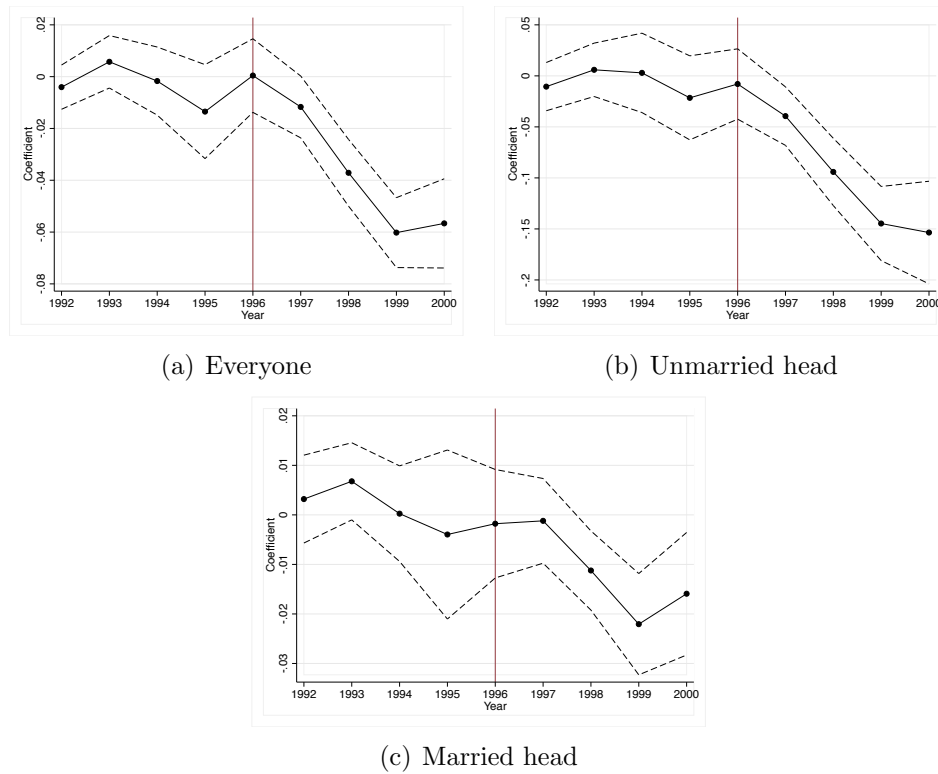 .02
0
-.02
-.04
-.06
-.08
Coefficient
1992 1993 1994 1995 1996 1997 1998 1999 2000
Year
(a) Everyone
.05
0
-.05
-.1
-.15
-.2
Coefficient
1992 1993 1994 1995 1996 1997 1998 1999 2000
Year
(b) Unmarried head
.02
.01
0
-.01
-.02
-.03
Coefficient
1992 1993 1994 1995 1996 1997 1998 1999 2000
Year
(c) Married head